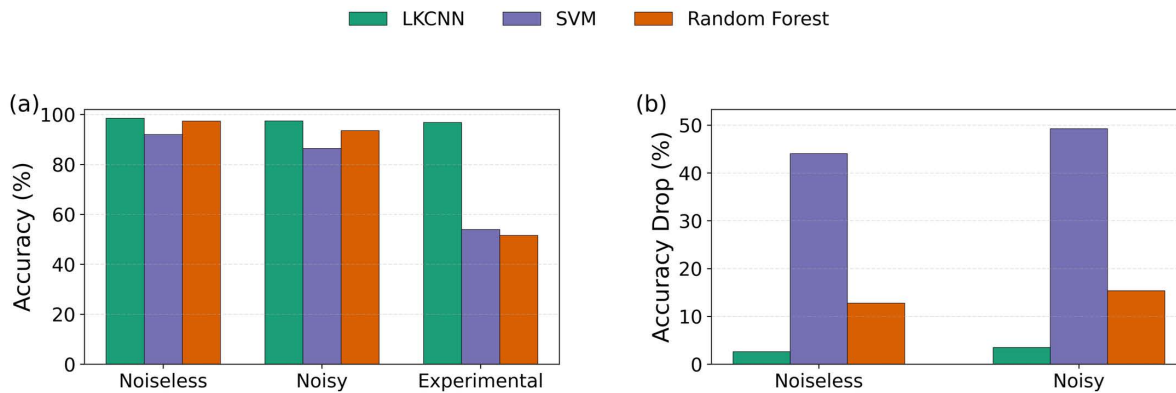 LKCNN SVM Random Forest
(a)
Accuracy (%)
100
80
60
40
20
0
Noiseless Noisy Experimental
(b)
Accuracy Drop (%)
50
40
30
20
10
0
Noiseless Noisy